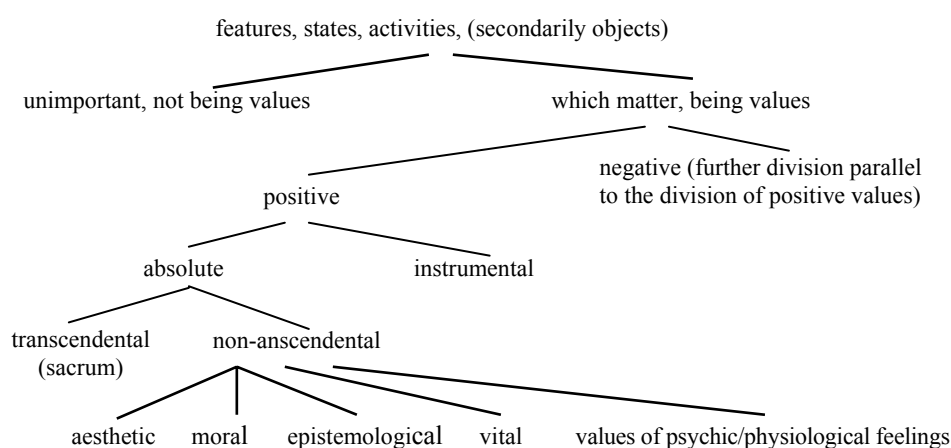 features, states, activities, (secondarily objects)
unimportant, not being values
which matter, being values
negative (further division parallel
to the division of positive values)
positive
absolute
instrumental
transcendental
(sacrum)
non-anscendental
aesthetic
moral
epistemological
vital
values of psychic/physiological feelings